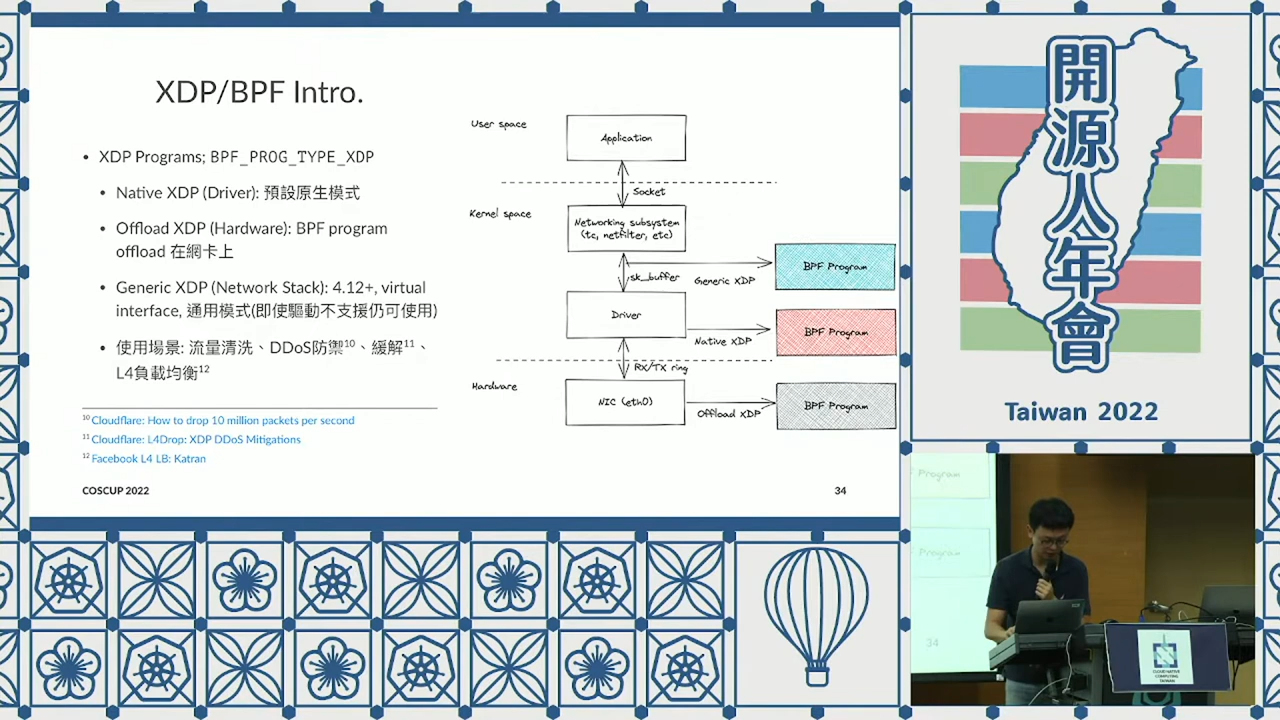 XDP/BPF Intro.
• XDP Programs; BPF_PROG_TYPE_XDP
• Native XDP (Driver): 預設原生模式
• Offload XDP (Hardware): BPF program
offload 在網卡上
• Generic XDP (Network Stack): 4.12+, virtual
interface, 通用模式(即使驅動不支援仍可使用)
• 使用場景: 流量清洗、DDoS防禦¹⁰、緩解¹¹、
L4負載均衡¹²
¹⁰ Cloudflare: How to drop 10 million packets per second
¹¹ Cloudflare: L4Drop: XDP DDoS Mitigations
¹² Facebook L4 LB: Katran
COSCUP 2022
34
User space
Application
Socket
Kernel space
Networking subsystem
(tc, netfilter, etc)
sk_buffer
Generic XDP
BPF Program
Driver
Native XDP
BPF Program
RX/TX ring
Hardware
NIC (eth0)
Offload XDP
BPF Program
開源人年會
Taiwan 2022
Program
Program
34
CLOUD NATIVE
COMPUTING
TAIWAN